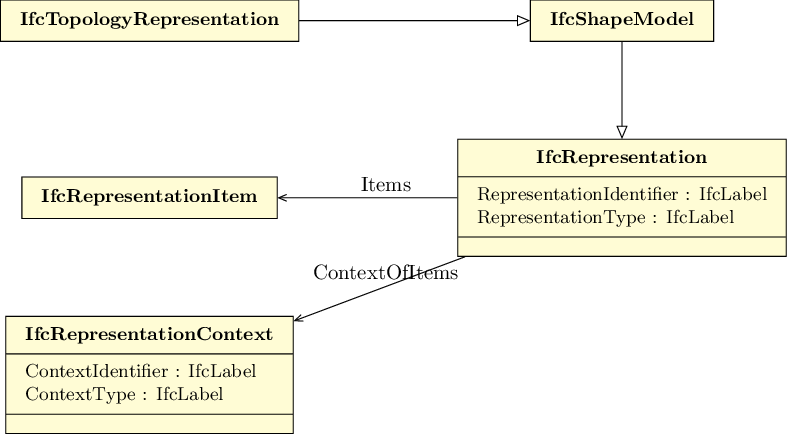 IfcTopologyRepresentation
IfcShapeModel
IfcRepresentation
RepresentationIdentifier : IfcLabel
RepresentationType : IfcLabel
Items
IfcRepresentationItem
ContextOfItems
IfcRepresentationContext
ContextIdentifier : IfcLabel
ContextType : IfcLabel